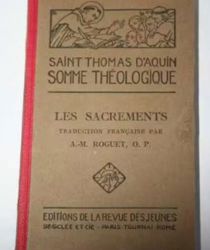 SAINT THOMAS D'AQUIN
SOMME THÉOLOGIQUE
LES SACREMENTS
TRADUCTION FRANÇAISE PAR
A.-M. ROGUET, O. P.
EDITIONS DE LA REVUE DES JEUNES
DESCLÉE ET CIE - PARIS - TOURNAI ROME